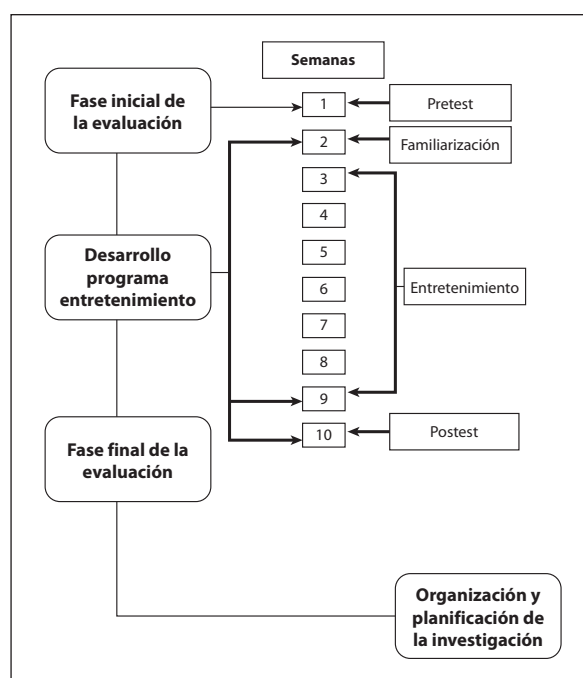 Semanas
Fase inicial de
la evaluación
1
Pretest
2
Familiarización
3
4
Desarrollo
programa
entretenimiento
5
6
Entretenimiento
7
8
9
Fase final de la
evaluación
10
Postest
Organización y
planificación de
la investigación